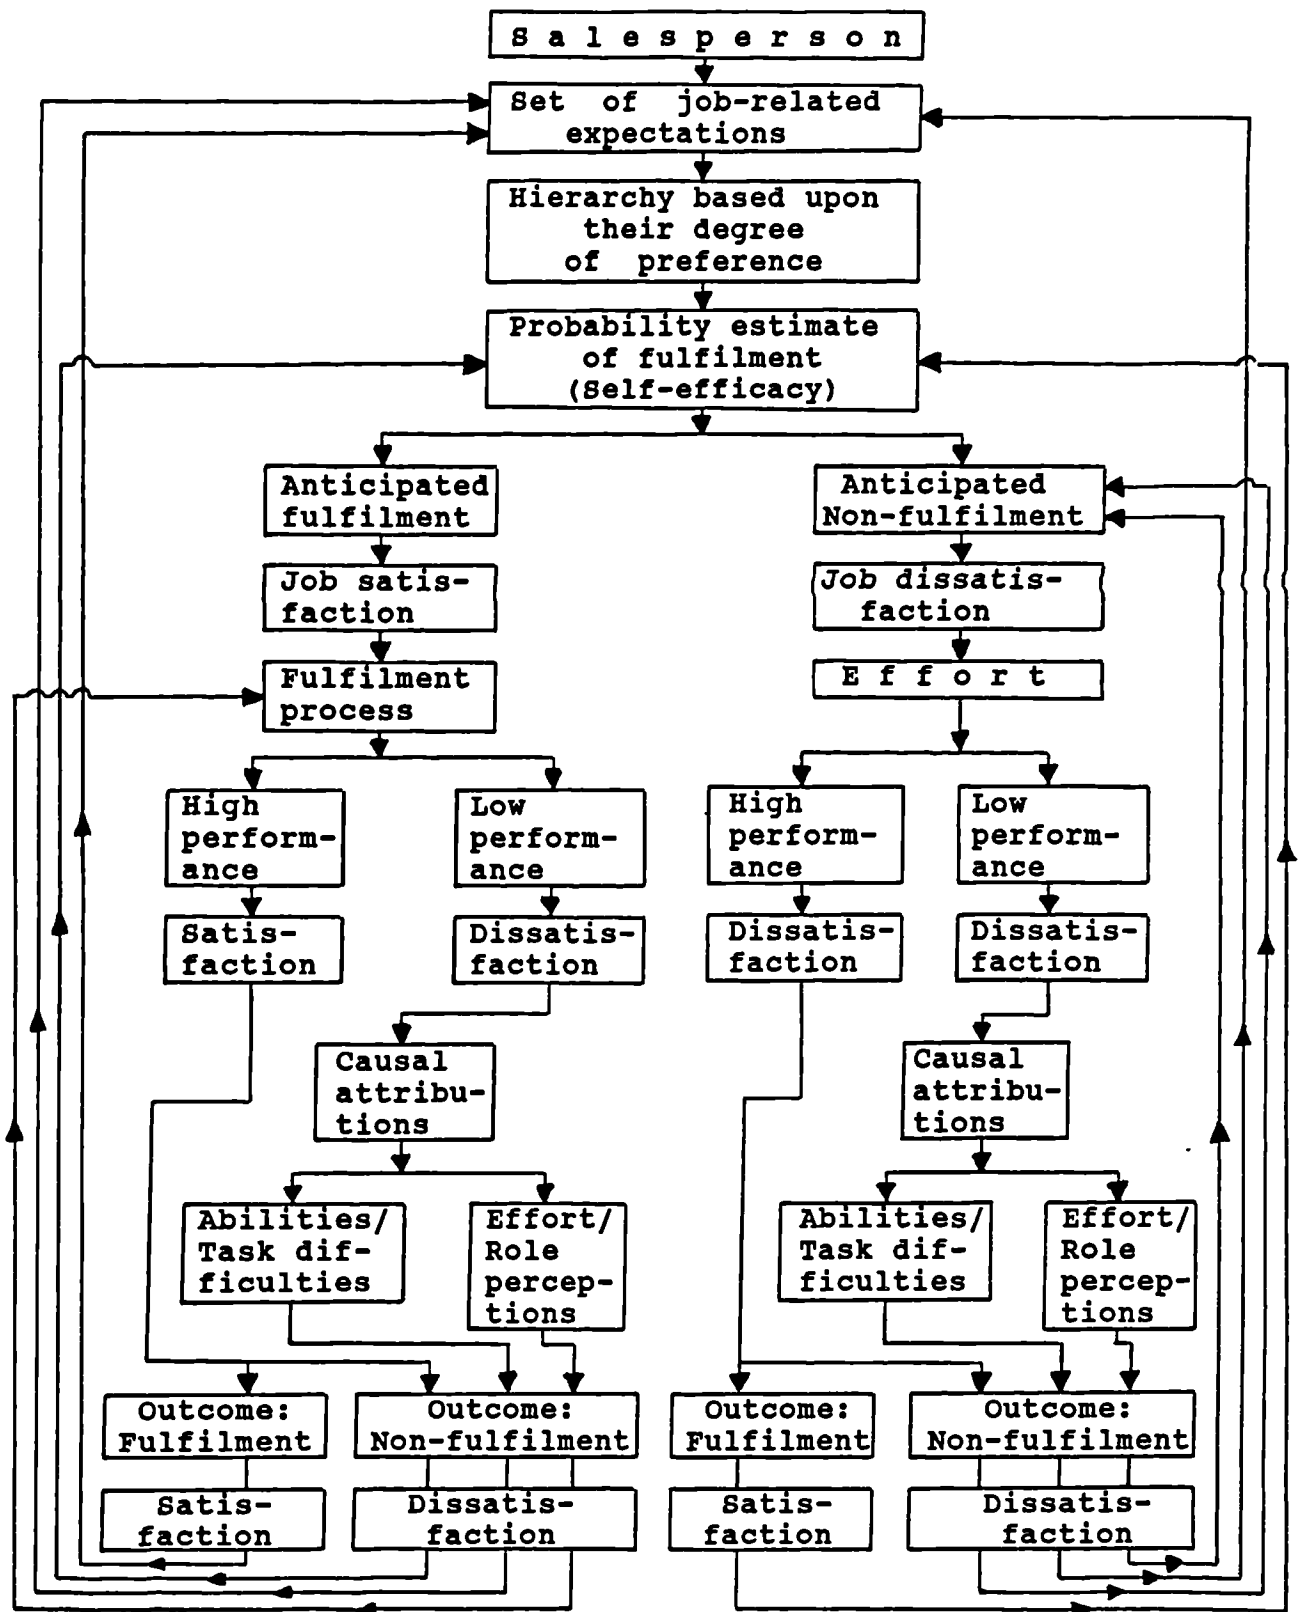 Salesperson
Set of job-related
expectations
Hierarchy based upon
their degree
of preference
Probability estimate
of fulfilment
(Self-efficacy)
Anticipated
fulfilment
Anticipated
Non-fulfilment
Job satis-
faction
Job dissatis-
faction
Fulfilment
process
Effort
High
perform-
ance
Low
perform-
ance
High
perform-
ance
Low
perform-
ance
Satis-
faction
Dissatis-
faction
Dissatis-
faction
Dissatis-
faction
Causal
attribu-
tions
Causal
attribu-
tions
Abilities/
Task dif-
ficulties
Effort/
Role
percep-
tions
Abilities/
Task dif-
ficulties
Effort/
Role
percep-
tions
Outcome:
Fulfilment
Outcome:
Non-fulfilment
Outcome:
Fulfilment
Outcome:
Non-fulfilment
Satis-
faction
Dissatis-
faction
Satis-
faction
Dissatis-
faction